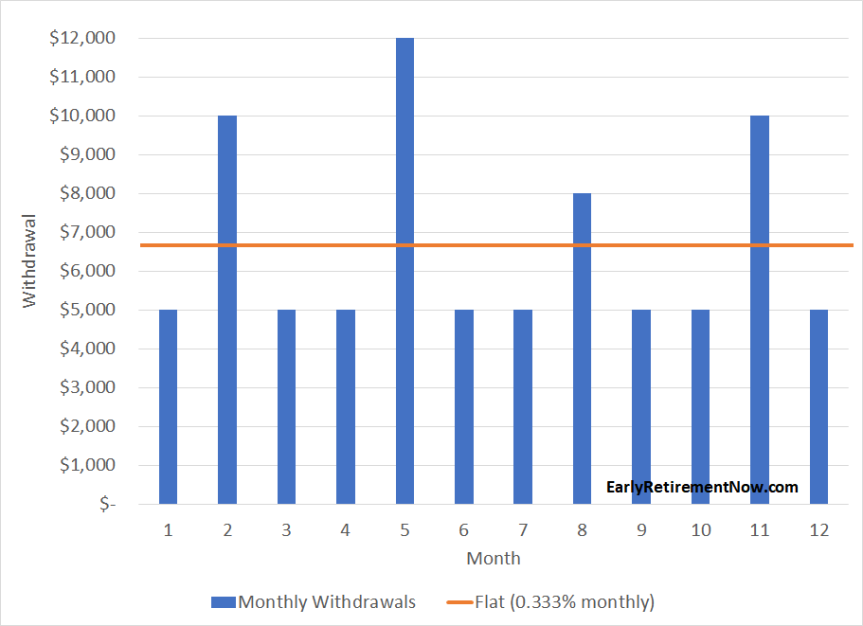 $12,000
$11,000
$10,000
$9,000
$8,000
$7,000
$6,000
$5,000
$4,000
$3,000
$2,000
$1,000
$-
Withdrawal
EarlyRetirementNow.com
1 2 3 4 5 6 7 8 9 10 11 12
Month
Monthly Withdrawals Flat (0.333% monthly)